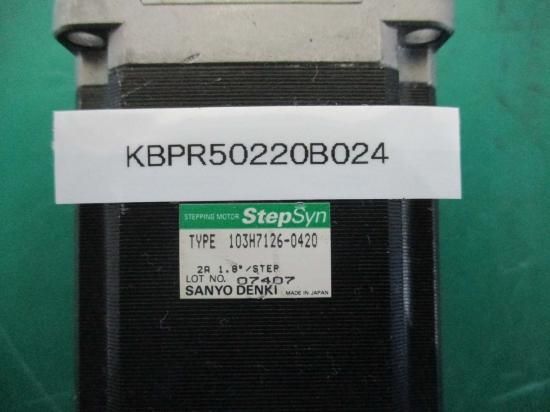 KBPR50220B024
STEPPING MOTOR StepSyn
TYPE 103H7126-0420
2A 1.8°/STEP
LOT NO. 07407
SANYO DENKI MADE IN JAPAN